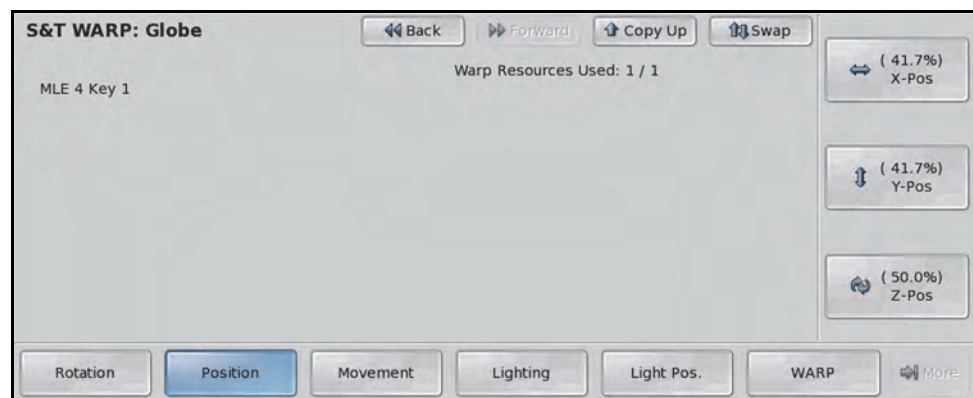 S&T WARP: Globe
Back
Forward
Copy Up
Swap
Warp Resources Used: 1 / 1
MLE 4 Key 1
( 41.7%)
X-Pos
( 41.7%)
Y-Pos
( 50.0%)
Z-Pos
Rotation
Position
Movement
Lighting
Light Pos.
WARP
More